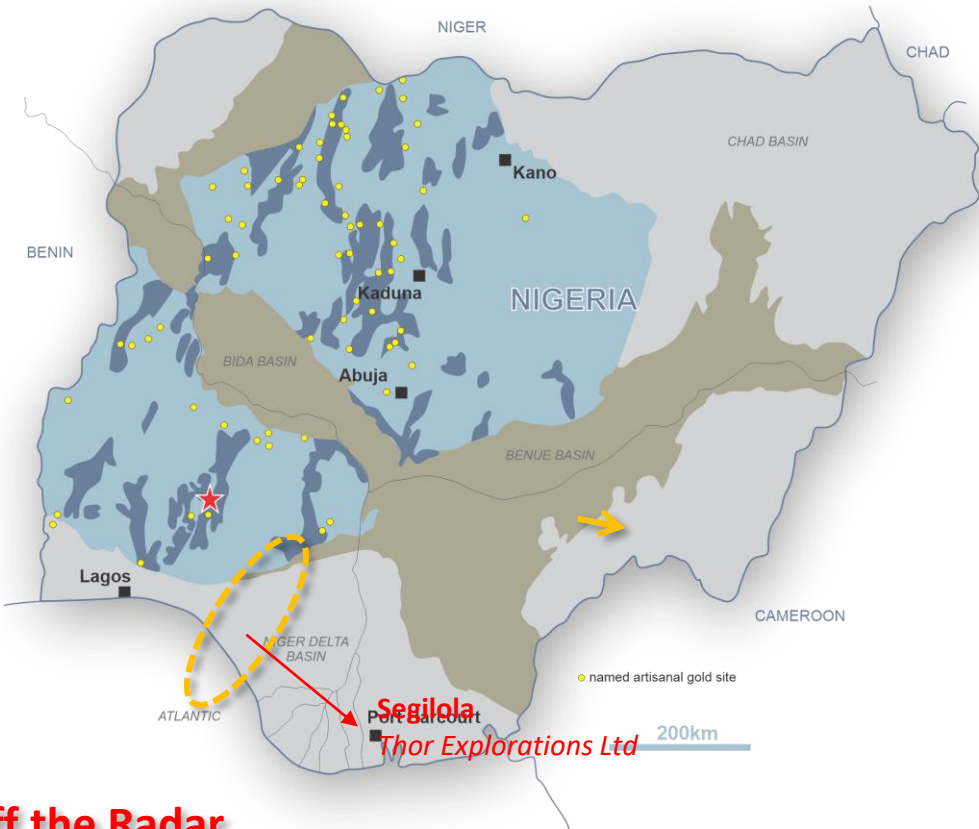 NIGER
CHAD
CHAD BASIN
Kano
BENIN
NIGERIA
Kaduna
BIDA BASIN
Abuja
BENUE BASIN
Lagos
CAMEROON
NIGER DELTA
BASIN
named artisanal gold site
ATLANTIC
Segilola
Port Harcourt
200km
Thor Explorations Ltd
the Radar